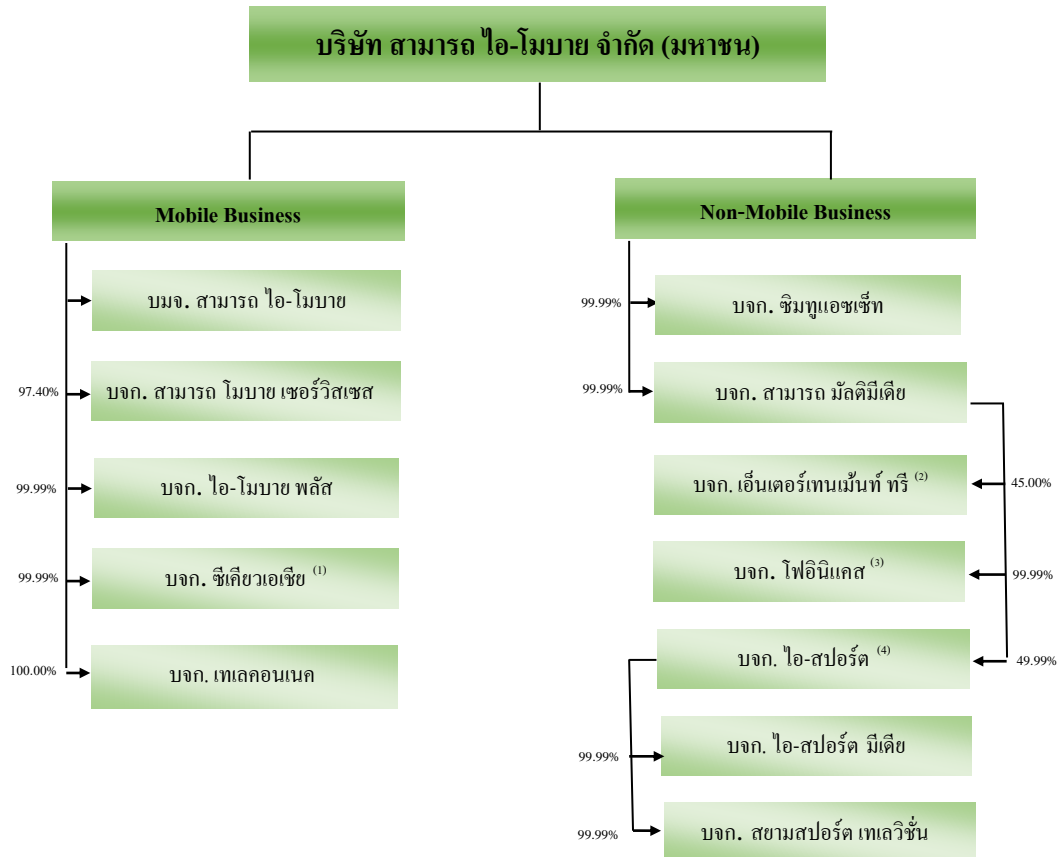 บริษัท สามารถ ไอ-โมบาย จำกัด (มหาชน)
Mobile Business
บมจ. สามารถ ไอ-โมบาย
97.40%
บจก. สามารถ โมบาย เซอร์วิสเซส
99.99%
บจก. ไอ-โมบาย พลัส
99.99%
บจก. ซีเคียวเอเชีย (1)
100.00%
บจก. เทเลคอนเนค
Non-Mobile Business
99.99%
บจก. ซิมทูแอซเซ็ท
99.99%
บจก. สามารถ มัลติมีเดีย
บจก. เอ็นเตอร์เทนเม้นท์ ทรี (2)
45.00%
บจก. โฟอินิแคส (3)
99.99%
บจก. ไอ-สปอร์ต (4)
49.99%
99.99%
บจก. ไอ-สปอร์ต มีเดีย
99.99%
บจก. สยามสปอร์ต เทเลวิชั่น